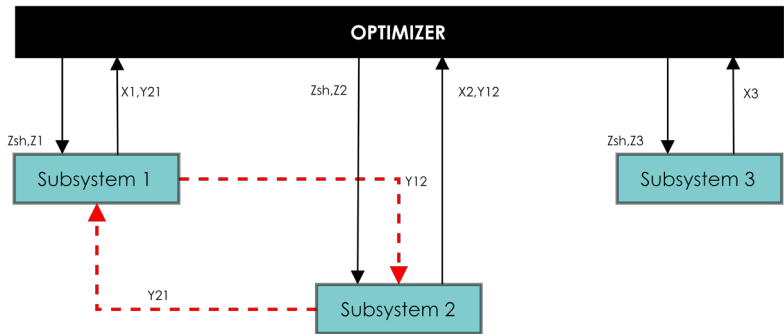 OPTIMIZER
X1,Y21
Zsh,Z2
X2,Y12
X3
Zsh,Z1
Zsh,Z3
Subsystem 1
Y12
Subsystem 3
Y21
Subsystem 2